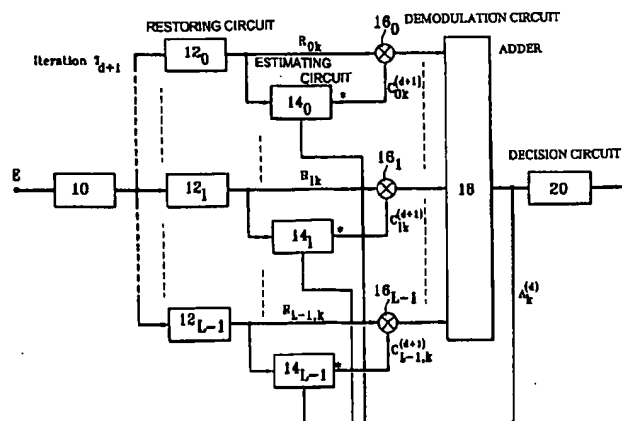 RESTORING CIRCUIT
16₀ DEMODULATION CIRCUIT
Iteration I_{d+1}
12₀
R_{0k}
ADDER
ESTIMATING CIRCUIT
14₀
*
C_{0k}^{(d+1)}
DECISION CIRCUIT
E
10
12₁
R_{lk}
16₁
18
20
14₁
*
C_{lk}^{(d+1)}
A_k^{(d)}
12_{L-1}
R_{L-1,k}
16_{L-1}
14_{L-1}
*
C_{L-1,k}^{(d+1)}